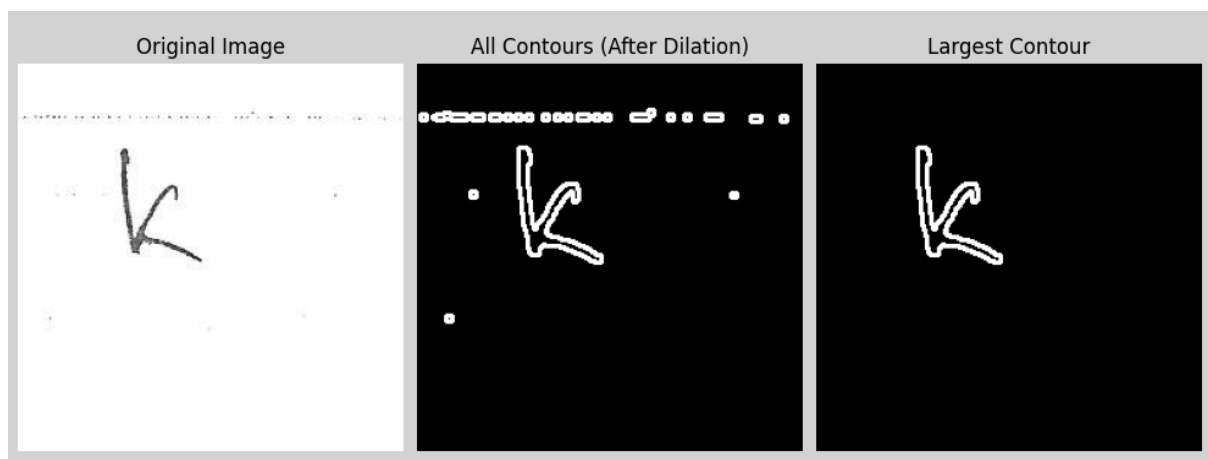 Original Image
All Contours (After Dilation)
Largest Contour
k
k
k